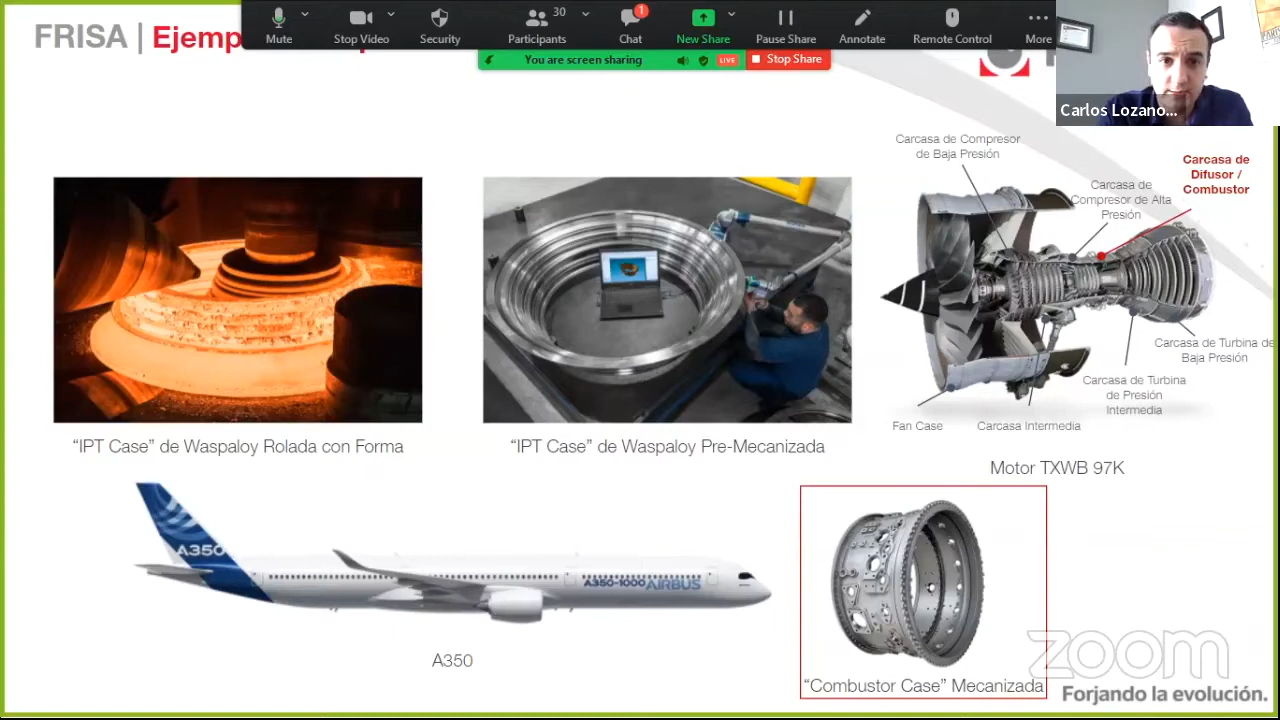 Mute
Stop Video
Security
30
Participants
1
Chat
New Share
Pause Share
Annotate
Remote Control
More
You are screen sharing
LIVE
Stop Share
FRISA |
Carlos Lozano...
Carcasa de Compresor
de Baja Presión
Carcasa de
Compresor de Alta
Presión
Carcasa de
Difusor /
Combustor
Carcasa de Turbina de
Baja Presión
Carcasa de Turbina
de Presión
Intermedia
Fan Case
Carcasa Intermedia
Motor TXWB 97K
“IPT Case” de Waspaloy Rolada con Forma
“IPT Case” de Waspaloy Pre-Mecanizada
A350
A350-1000 AIRBUS
A350
“Combustor Case” Mecanizada
zoom
Forjando la evolución.